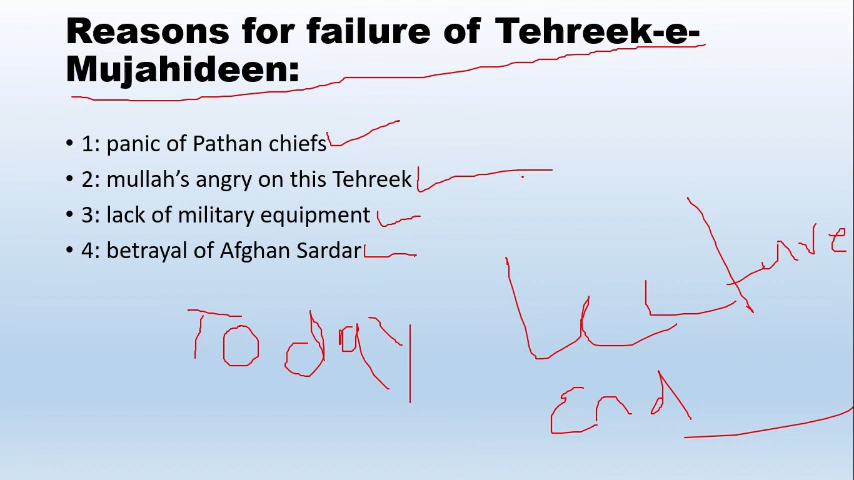 Reasons for failure of Tehreek-e-
Mujahideen:
• 1: panic of Pathan chiefs
• 2: mullah's angry on this Tehreek
• 3: lack of military equipment
• 4: betrayal of Afghan Sardar
Today
End